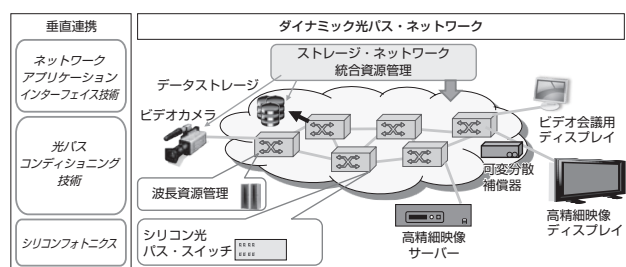 垂直連携
ネットワーク
アプリケーション
インターフェイス技術
光パス
コンディショニング
技術
シリコンフォトニクス
ダイナミック光パス・ネットワーク
ストレージ・ネットワーク
統合資源管理
データストレージ
ビデオカメラ
ビデオ会議用
ディスプレイ
可変分散
補償器
波長資源管理
シリコン光
パス・スイッチ
高精細映像
サーバー
高精細映像
ディスプレイ